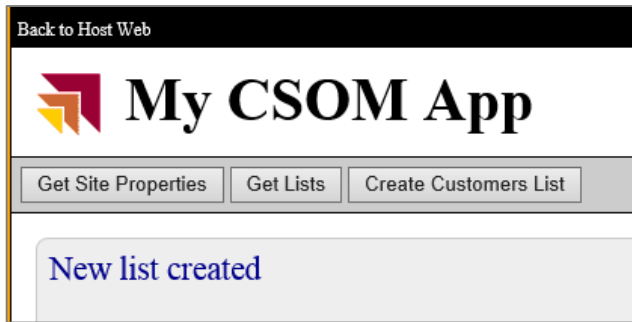 Back to Host Web
My CSOM App
Get Site Properties Get Lists Create Customers List
New list created